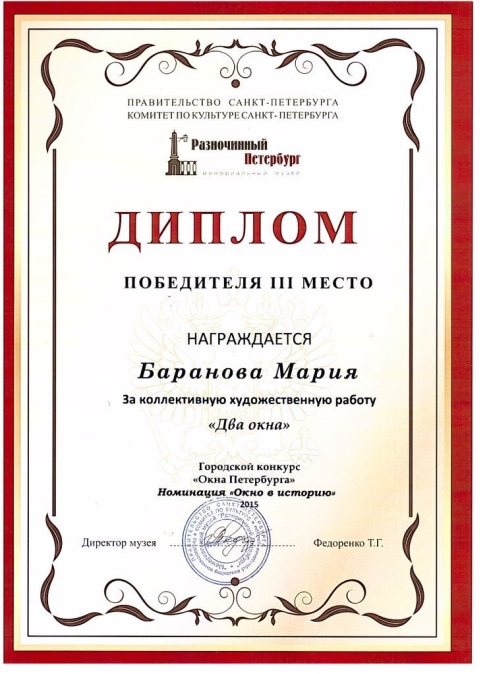 ПРАВИТЕЛЬСТВО САНКТ-ПЕТЕРБУРГА
КОМИТЕТ ПО КУЛЬТУРЕ САНКТ- ПЕТЕРБУРГА
Разночинный
Петербург
мемориальный музей
ДИПЛОМ
ПОБЕДИТЕЛЯ III МЕСТО
НАГРАЖДАЕТСЯ
Баранова Мария
За коллективную художественную работу
«Два окна»
Городской конкурс
«Окна Петербурга»
Номинация «Окно в историю»
2015
Директор музея
Федоренко Т.Г.